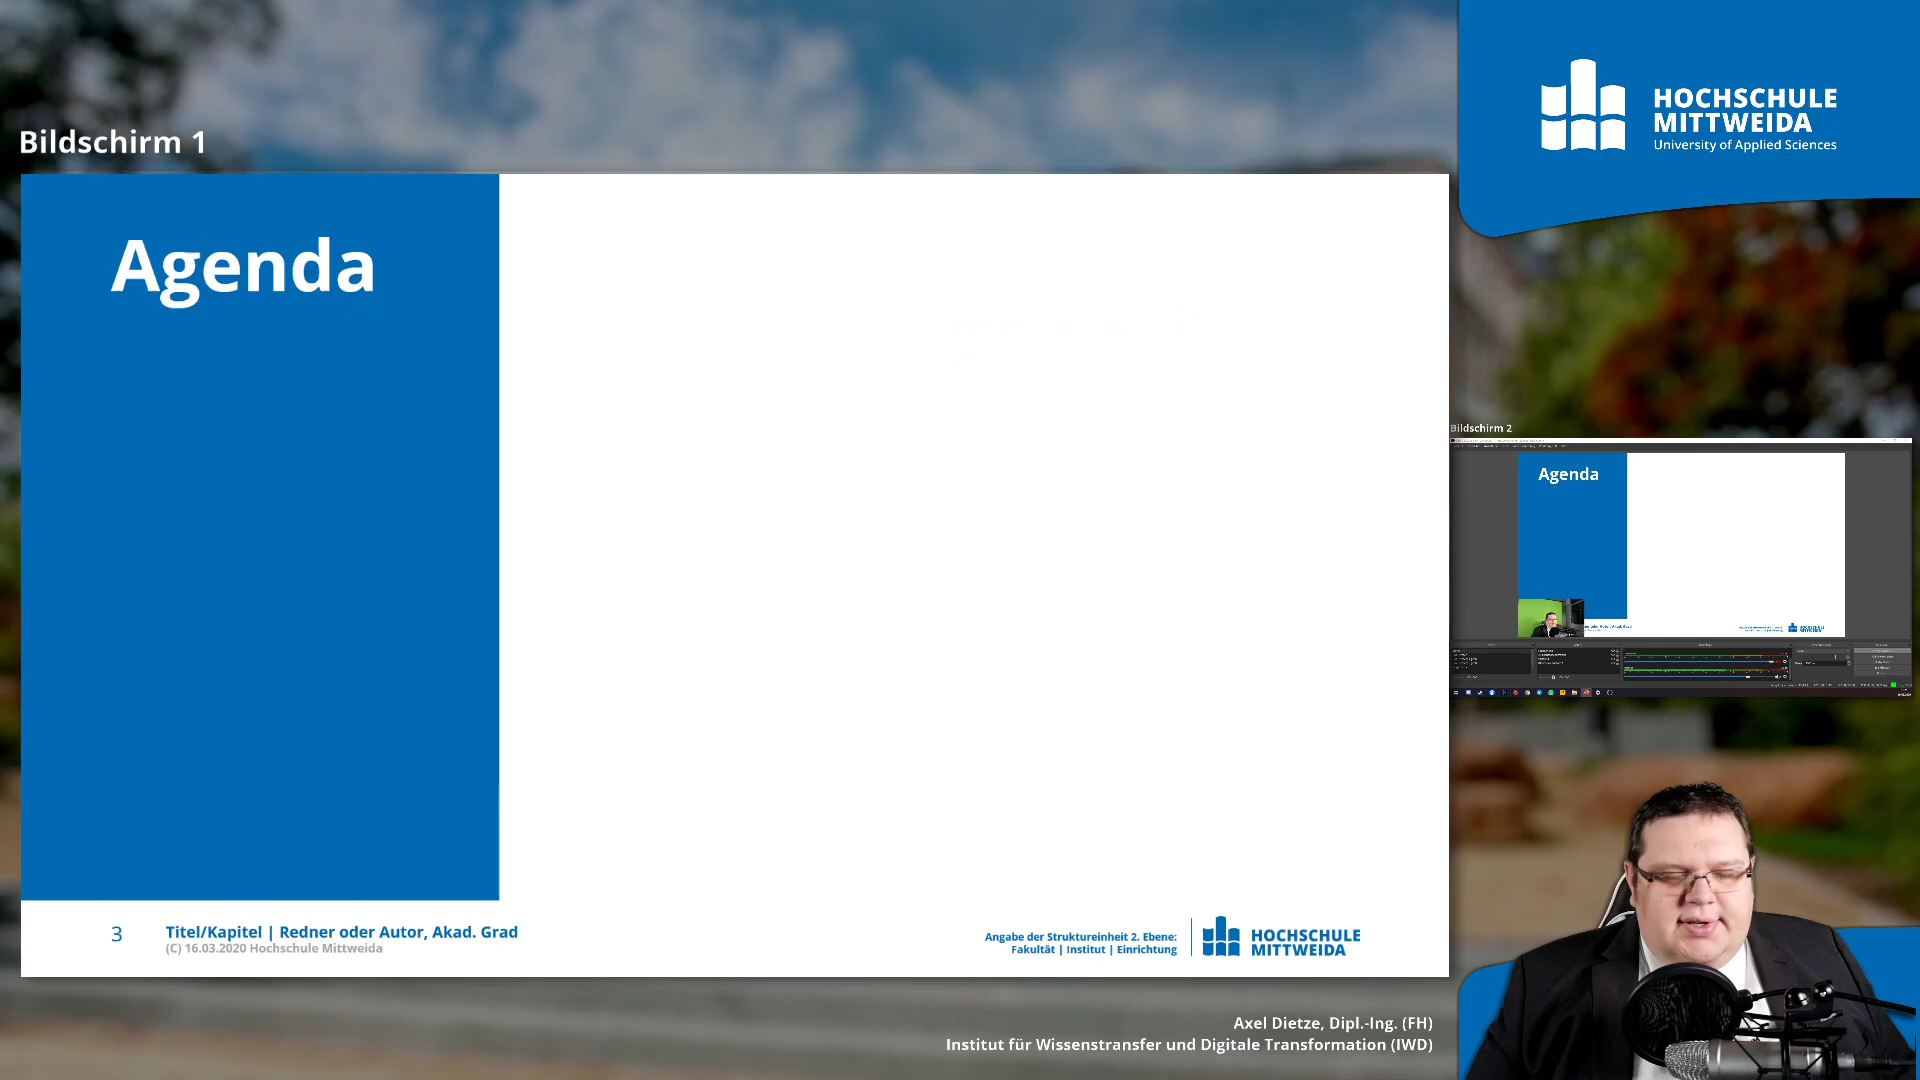 HOCHSCHULE
MITTWEIDA
University of Applied Sciences
Bildschirm 1
Agenda
3
Titel/Kapitel | Redner oder Autor, Akad. Grad
(C) 16.03.2020 Hochschule Mittweida
Angabe der Struktureinheit 2. Ebene:
Fakultät | Institut | Einrichtung
HOCHSCHULE
MITTWEIDA
Bildschirm 2
Agenda
Axel Dietze, Dipl.-Ing. (FH)
Institut für Wissenstransfer und Digitale Transformation (IWD)